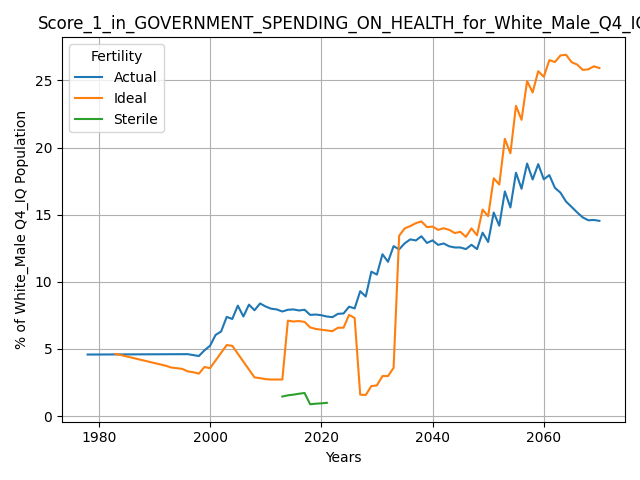 Score_1_in_GOVERNMENT_SPENDING_ON_HEALTH_for_White_Male_Q4_IQ
Fertility
Actual
Ideal
Sterile
% of White_Male Q4_IQ Population
25
20
15
10
5
0
1980 2000 2020 2040 2060
Years